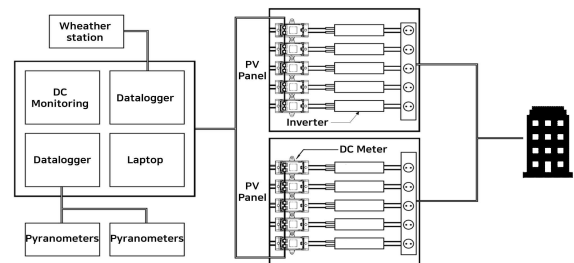 Wheather
station
DC
Monitoring
Datalogger
Datalogger
Laptop
Pyranometers
Pyranometers
PV
Panel
Inverter
DC Meter
PV
Panel